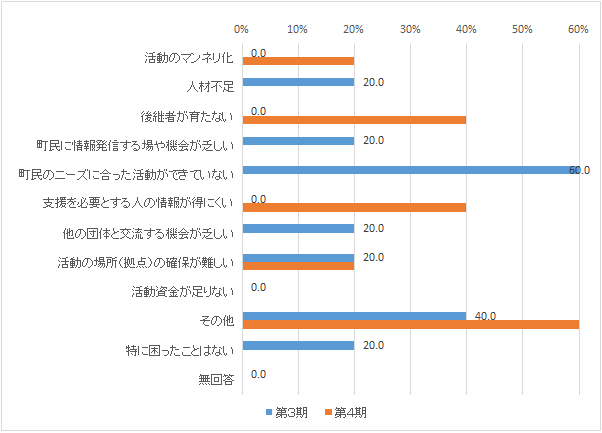 0% 10% 20% 30% 40% 50% 60%
活動のマンネリ化 0.0
人材不足 20.0
後継者が育たない 0.0
町民に情報発信する場や機会が乏しい 20.0
町民のニーズに合った活動ができていない 60.0
支援を必要とする人の情報が得にくい 0.0
他の団体と交流する機会が乏しい 20.0
活動の場所(拠点)の確保が難しい 20.0
活動資金が足りない 0.0
その他 40.0
特に困ったことはない 20.0
無回答 0.0
第3期 第4期